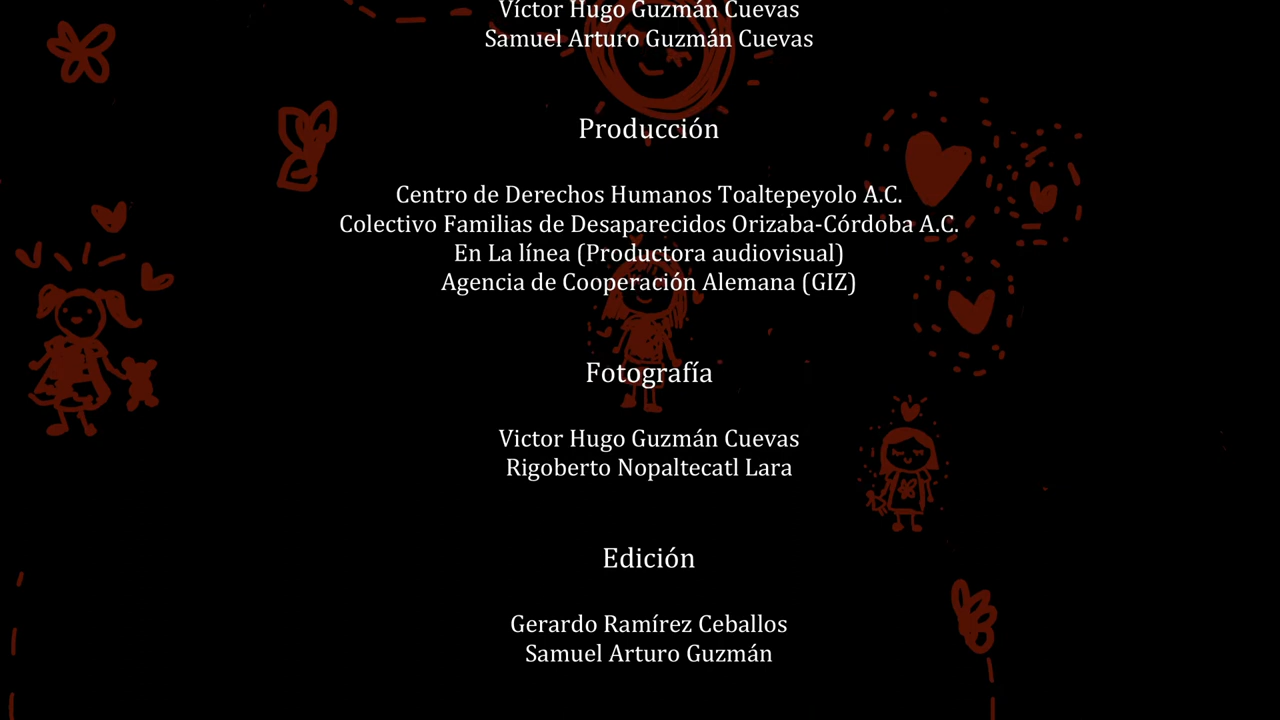 Víctor Hugo Guzmán Cuevas
Samuel Arturo Guzmán Cuevas
Producción
Centro de Derechos Humanos Toaltepeyolo A.C.
Colectivo Familias de Desaparecidos Orizaba-Córdoba A.C.
En La línea (Productora audiovisual)
Agencia de Cooperación Alemana (GIZ)
Fotografía
Victor Hugo Guzmán Cuevas
Rigoberto Nopaltecatl Lara
Edición
Gerardo Ramírez Ceballos
Samuel Arturo Guzmán